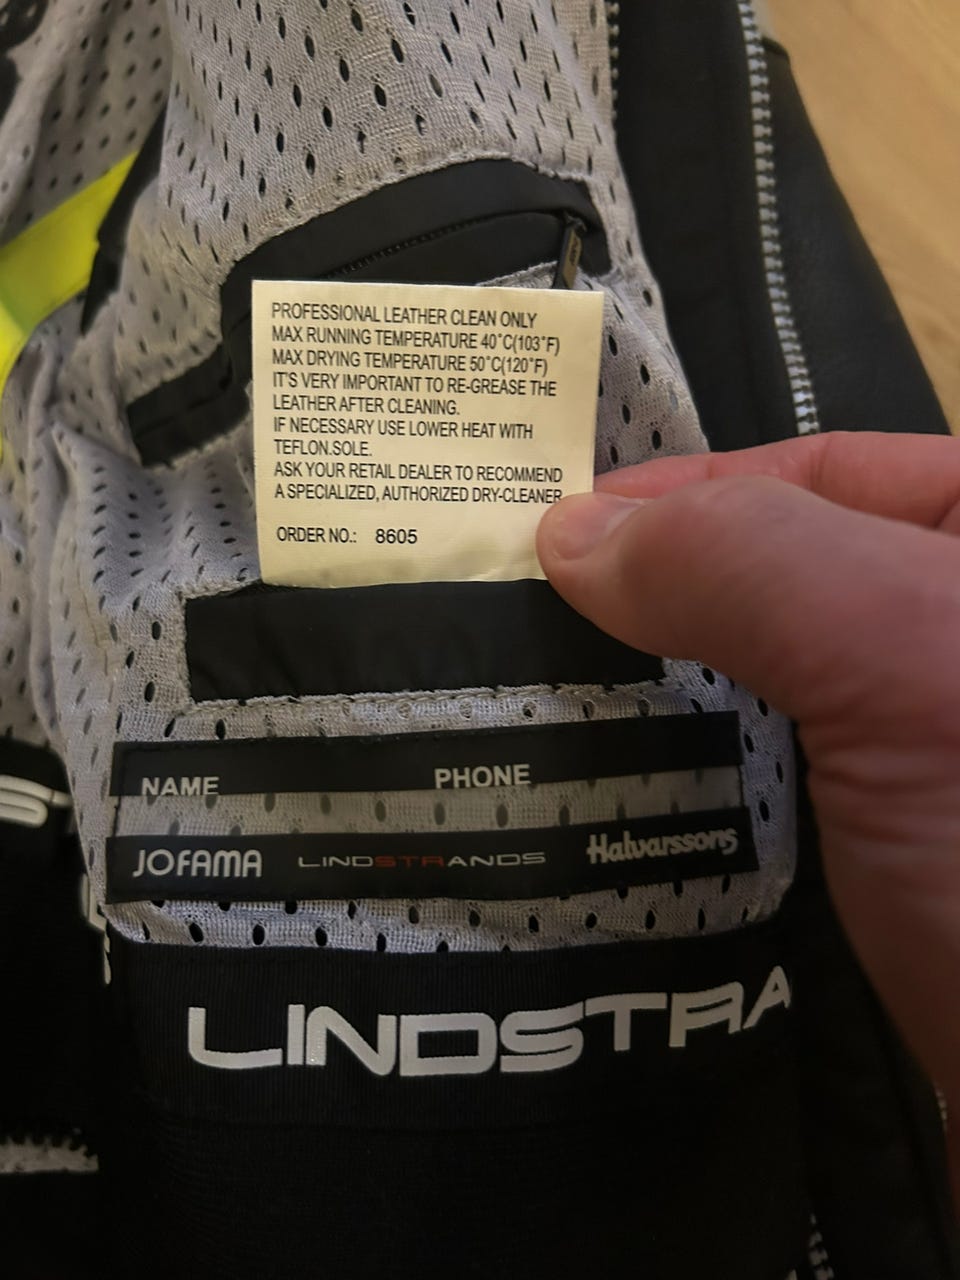 PROFESSIONAL LEATHER CLEAN ONLY
MAX RUNNING TEMPERATURE 40°C(103°F)
MAX DRYING TEMPERATURE 50°C(120°F)
IT'S VERY IMPORTANT TO RE-GREASE THE
LEATHER AFTER CLEANING.
IF NECESSARY USE LOWER HEAT WITH
TEFLON.SOLE.
ASK YOUR RETAIL DEALER TO RECOMMEND
A SPECIALIZED, AUTHORIZED DRY-CLEANER
ORDER NO.: 8605
NAME PHONE
JOFAMA LINDSTRANDS Halvarssons
LINDSTRA